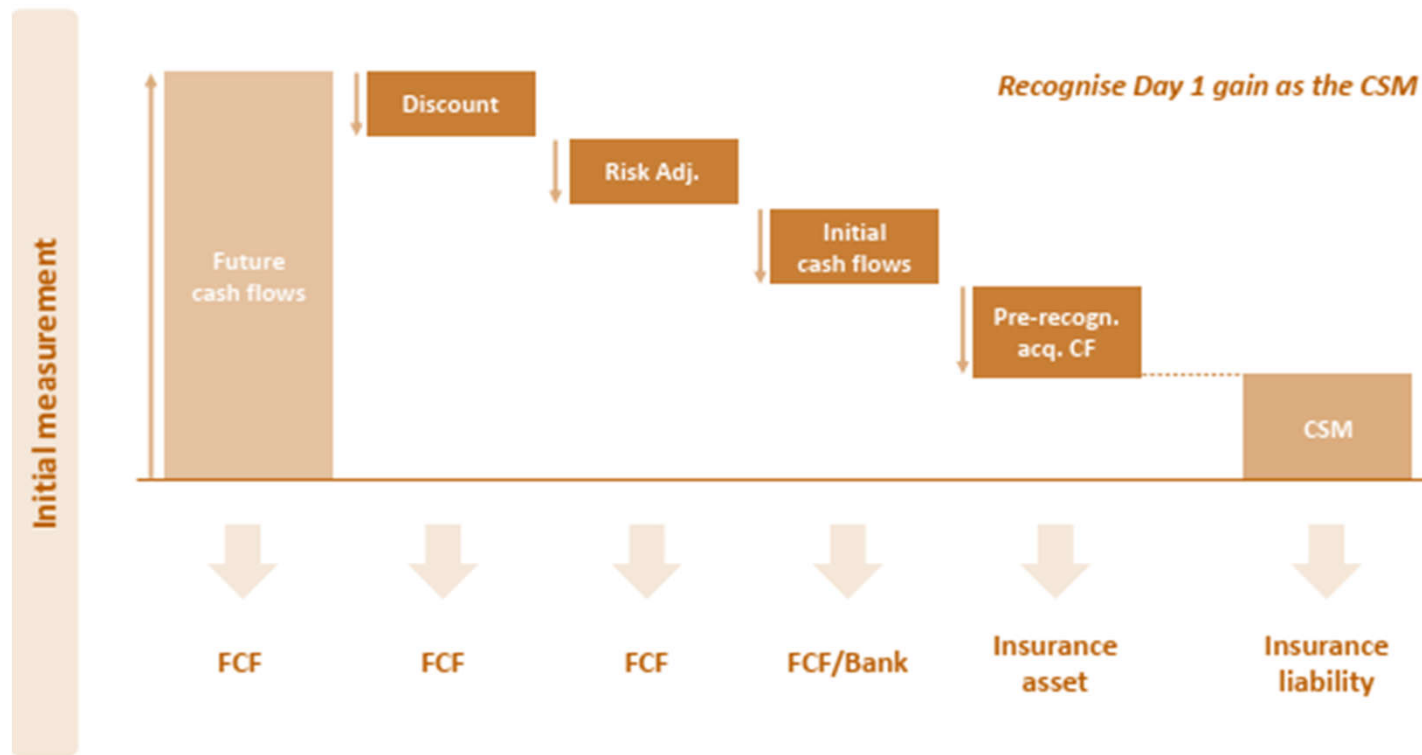 Initial measurement
Recognise Day 1 gain as the CSM
Future
cash flows
Discount
Risk Adj.
Initial
cash flows
Pre-recogn.
acq. CF
CSM
FCF
FCF
FCF
FCF/Bank
Insurance
asset
Insurance
liability